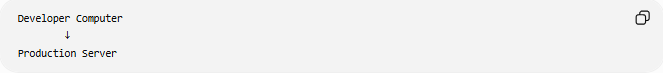 Developer Computer
↓
Production Server